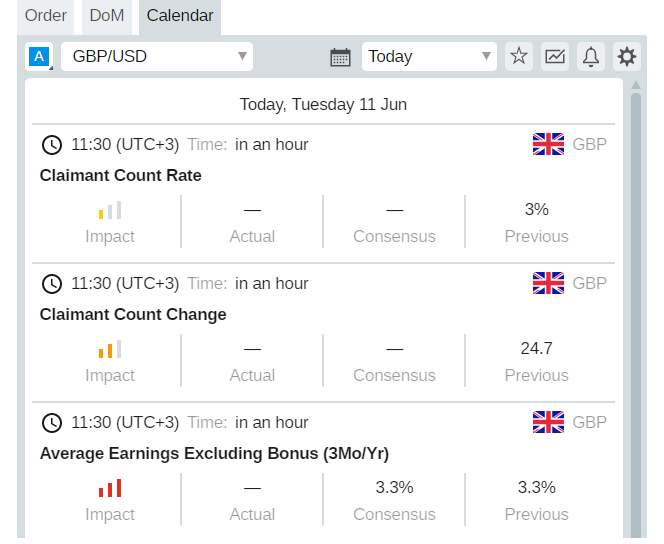 Order DoM Calendar
A GBP/USD Today
Today, Tuesday 11 Jun
11:30 (UTC+3) Time: in an hour GBP
Claimant Count Rate
— — 3%
Impact Actual Consensus Previous
11:30 (UTC+3) Time: in an hour GBP
Claimant Count Change
— — 24.7
Impact Actual Consensus Previous
11:30 (UTC+3) Time: in an hour GBP
Average Earnings Excluding Bonus (3Mo/Yr)
— 3.3% 3.3%
Impact Actual Consensus Previous